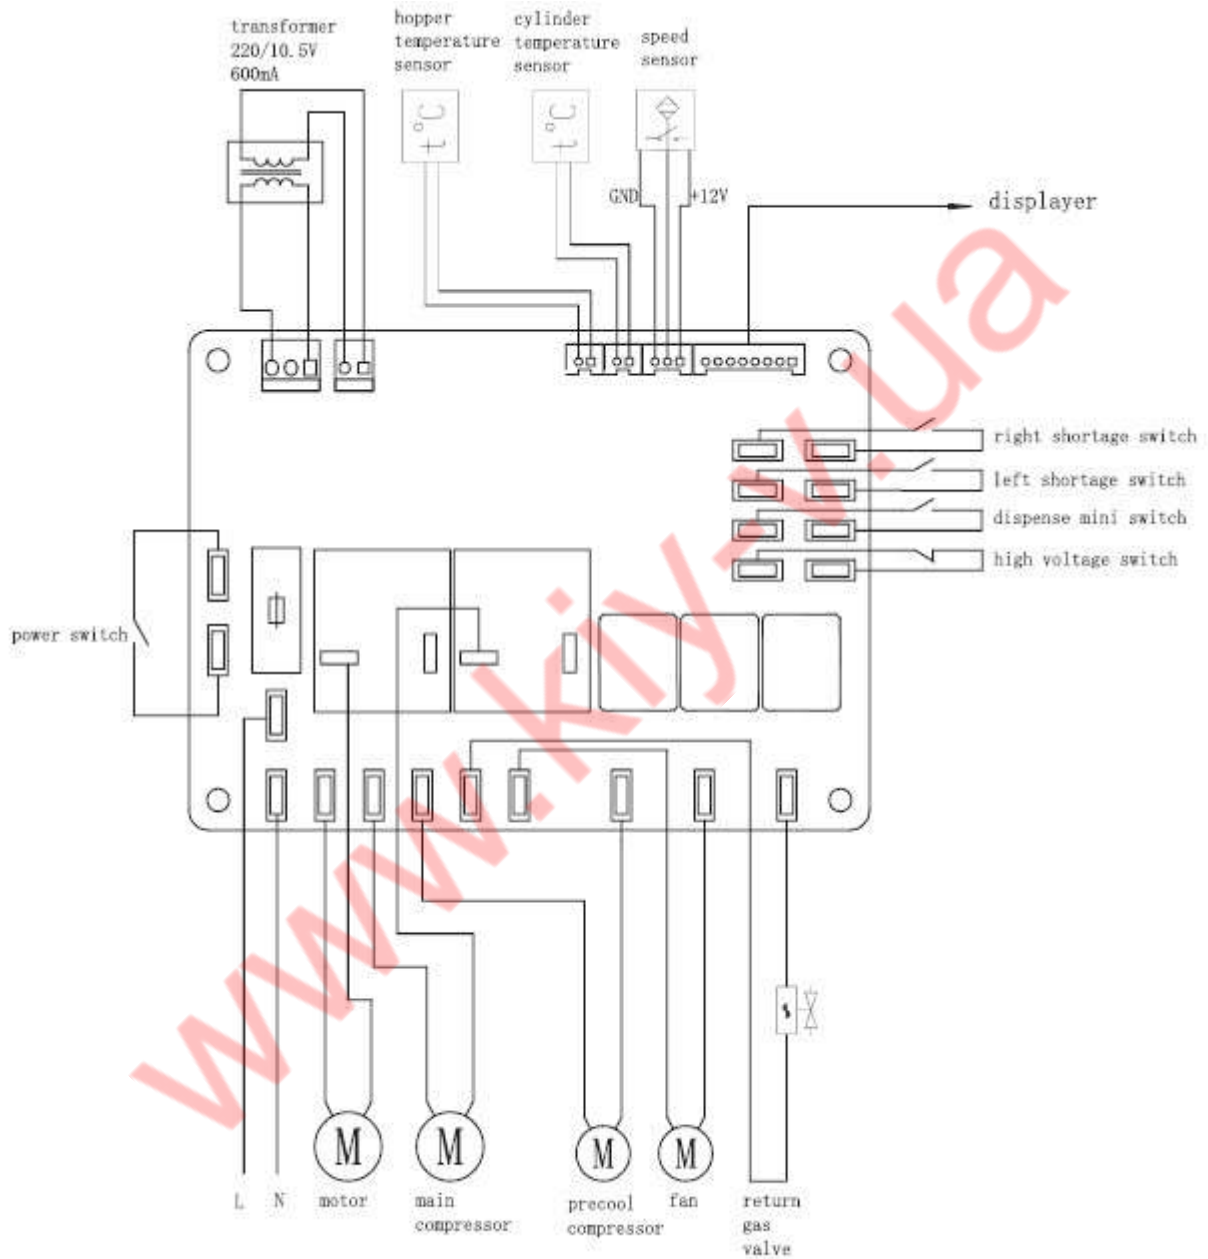 transformer
220/10.5V
600mA
hopper
temperature
sensor
cylinder
temperature
sensor
speed
sensor
t°C
t°C
GND
+12V
displayer
right shortage switch
left shortage switch
dispense mini switch
high voltage switch
power switch
M
M
M
M
L
N
motor
main
compressor
precool
compressor
fan
return
gas
valve
www.kiy-v.ua